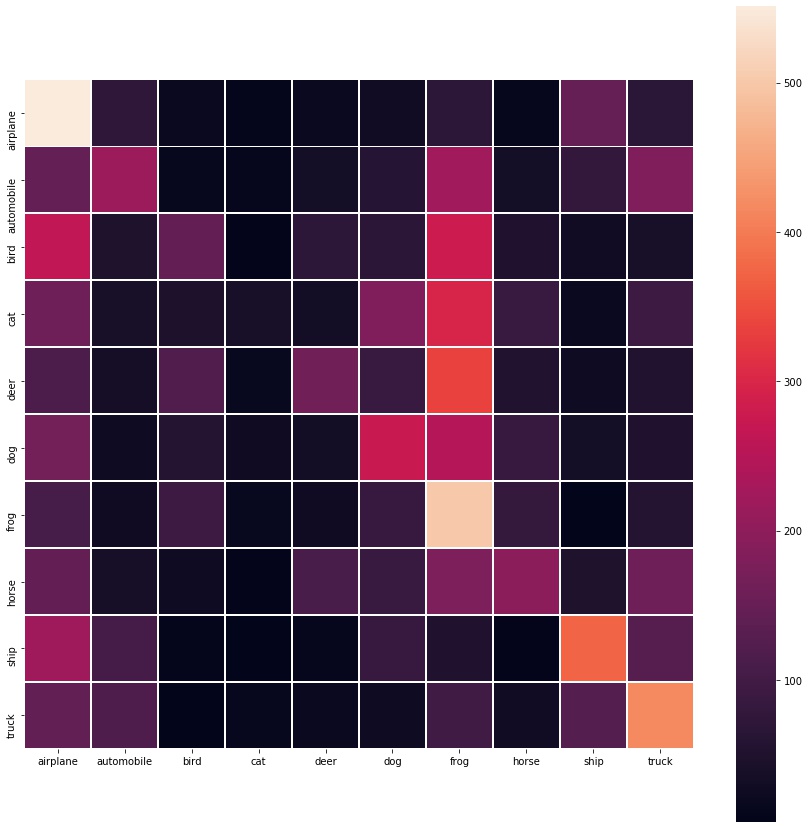 airplane
automobile
bird
cat
deer
dog
frog
horse
ship
truck
airplane automobile bird cat deer dog frog horse ship truck
500
400
300
200
100